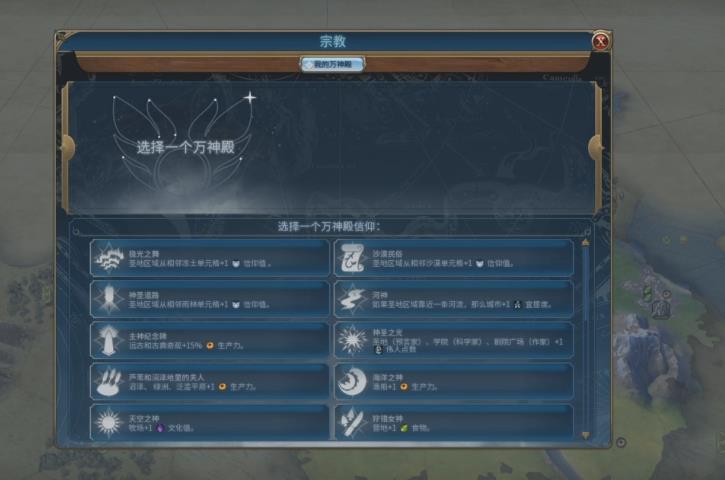 宗教
我的万神殿
选择一个万神殿
选择一个万神殿信仰：
极光之舞
圣地区域从相邻冻土单元格+1 信仰值。
沙漠民俗
圣地区域从相邻沙漠单元格+1 信仰值。
神圣道路
圣地区域从相邻雨林单元格+1 信仰值。
河神
如果圣地区域靠近一条河流，那么城市+1 宜居度。
主神纪念碑
远古和古典奇观+15% 生产力。
神圣之光
圣地（预言家）、学院（科学家）、剧院广场（作家）+1
伟人点数
芦苇和沼泽地里的夫人
沼泽、绿洲、泛滥平原+1 生产力。
海洋之神
渔船+1 生产力。
天空之神
牧场+1 文化值。
狩猎女神
营地+1 食物。